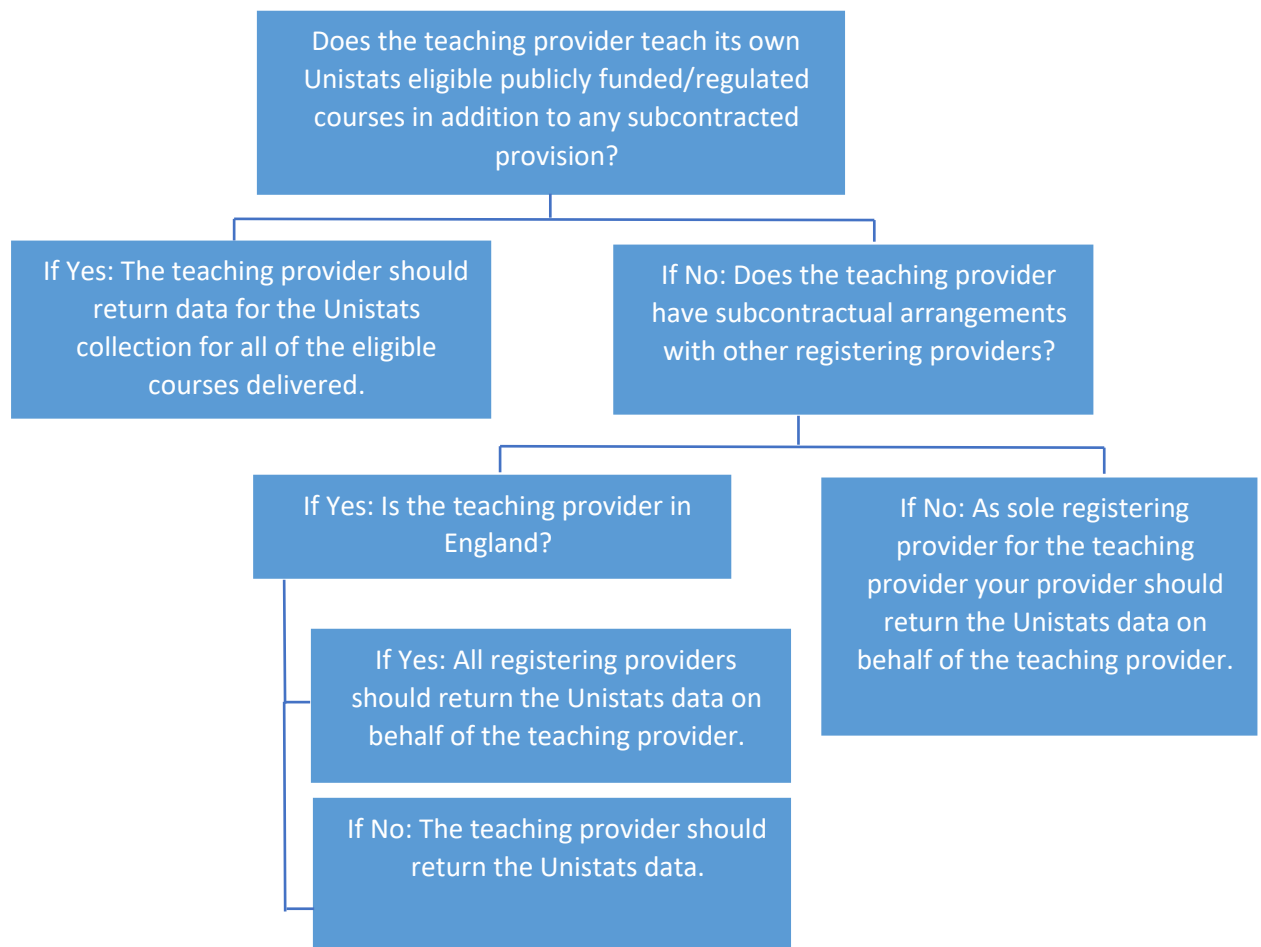 Does the teaching provider teach its own
Unistats eligible publicly funded/regulated
courses in addition to any subcontracted
provision?
If Yes: The teaching provider should
return data for the Unistats
collection for all of the eligible
courses delivered.
If No: Does the teaching provider
have subcontractual arrangements
with other registering providers?
If Yes: Is the teaching provider in
England?
If No: As sole registering
provider for the teaching
provider your provider should
return the Unistats data on
behalf of the teaching provider.
If Yes: All registering providers
should return the Unistats data on
behalf of the teaching provider.
If No: The teaching provider should
return the Unistats data.